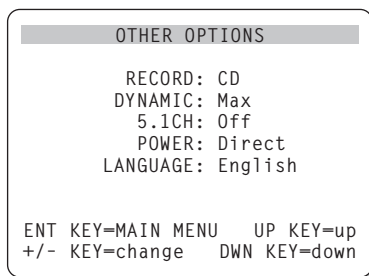 OTHER OPTIONS
RECORD: CD
DYNAMIC: Max
5.1CH: Off
POWER: Direct
LANGUAGE: English
ENT KEY=MAIN MENU UP KEY=up
+/- KEY=change DWN KEY=down